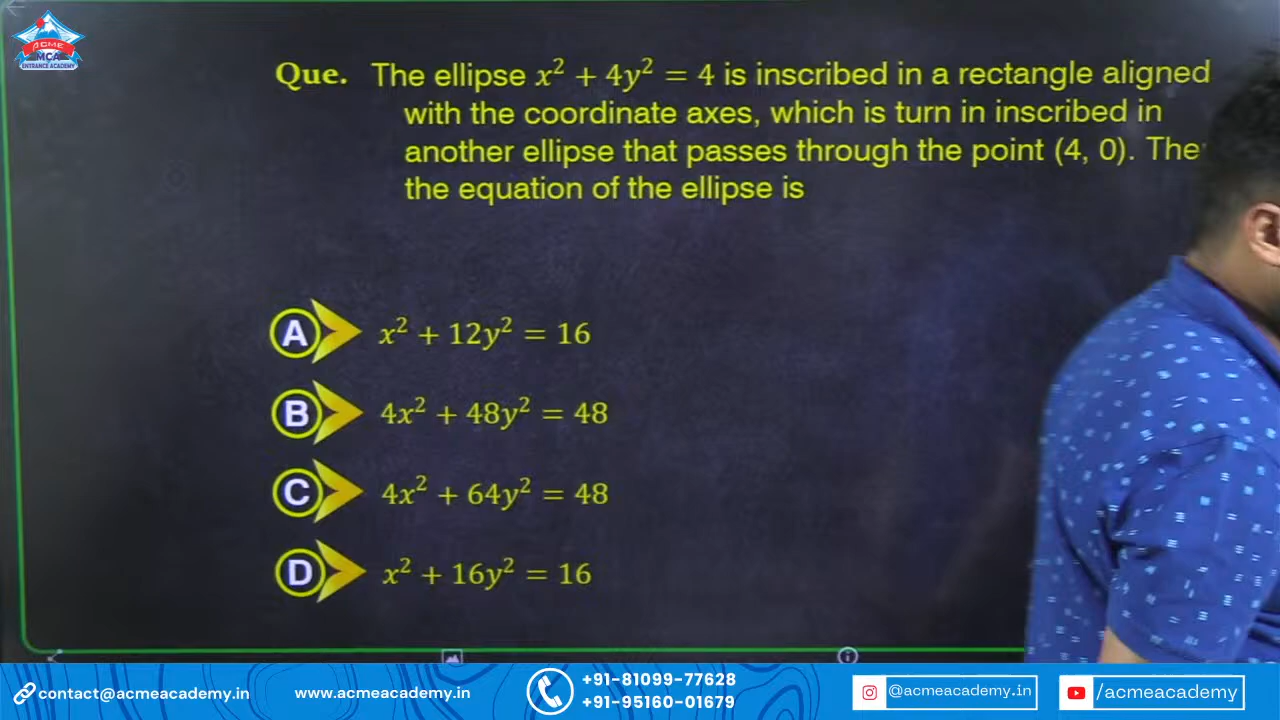 ACME
MCA
ENTRANCE ACADEMY
Que. The ellipse x² + 4y² = 4 is inscribed in a rectangle aligned
with the coordinate axes, which is turn in inscribed in
another ellipse that passes through the point (4, 0).
the equation of the ellipse is
A x² + 12y² = 16
B 4x² + 48y² = 48
C 4x² + 64y² = 48
D x² + 16y² = 16
contact@acmeacademy.in
www.acmeacademy.in
+91-81099-77628
+91-95160-01679
@acmeacademy.in
/acmeacademy